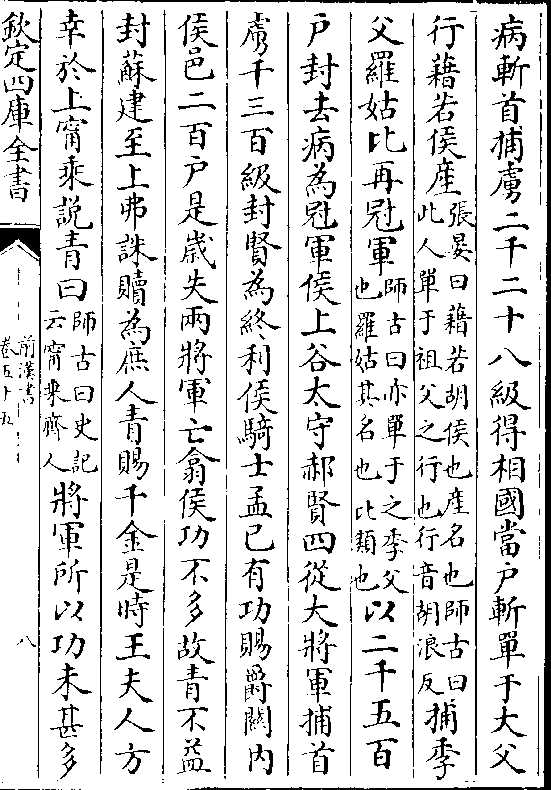 病斬首捕虜二千二十八級得相國當户斬單于大父
行藉若侯産張晏曰藉若胡侯也産名也師古曰此人單于祖父之行也行音胡浪反捕季
父羅姑比再冠軍師古曰亦單于之季父也羅姑其名也比類也以二千五百
户封去病為冠軍侯上谷太守郝賢四從大將軍捕首
虜千三百級封賢為終利侯騎士孟已有功賜爵關内
侯邑二百户是歲失兩將軍亡翕侯功不多故青不益
封蘇建至上弗誅贖為庶人青賜千金是時王夫人方
幸於上甯乗説青曰師古曰史記云甯乗齊人將軍所以功未甚多
欽定四庫全書
前漢書
卷五十五
八